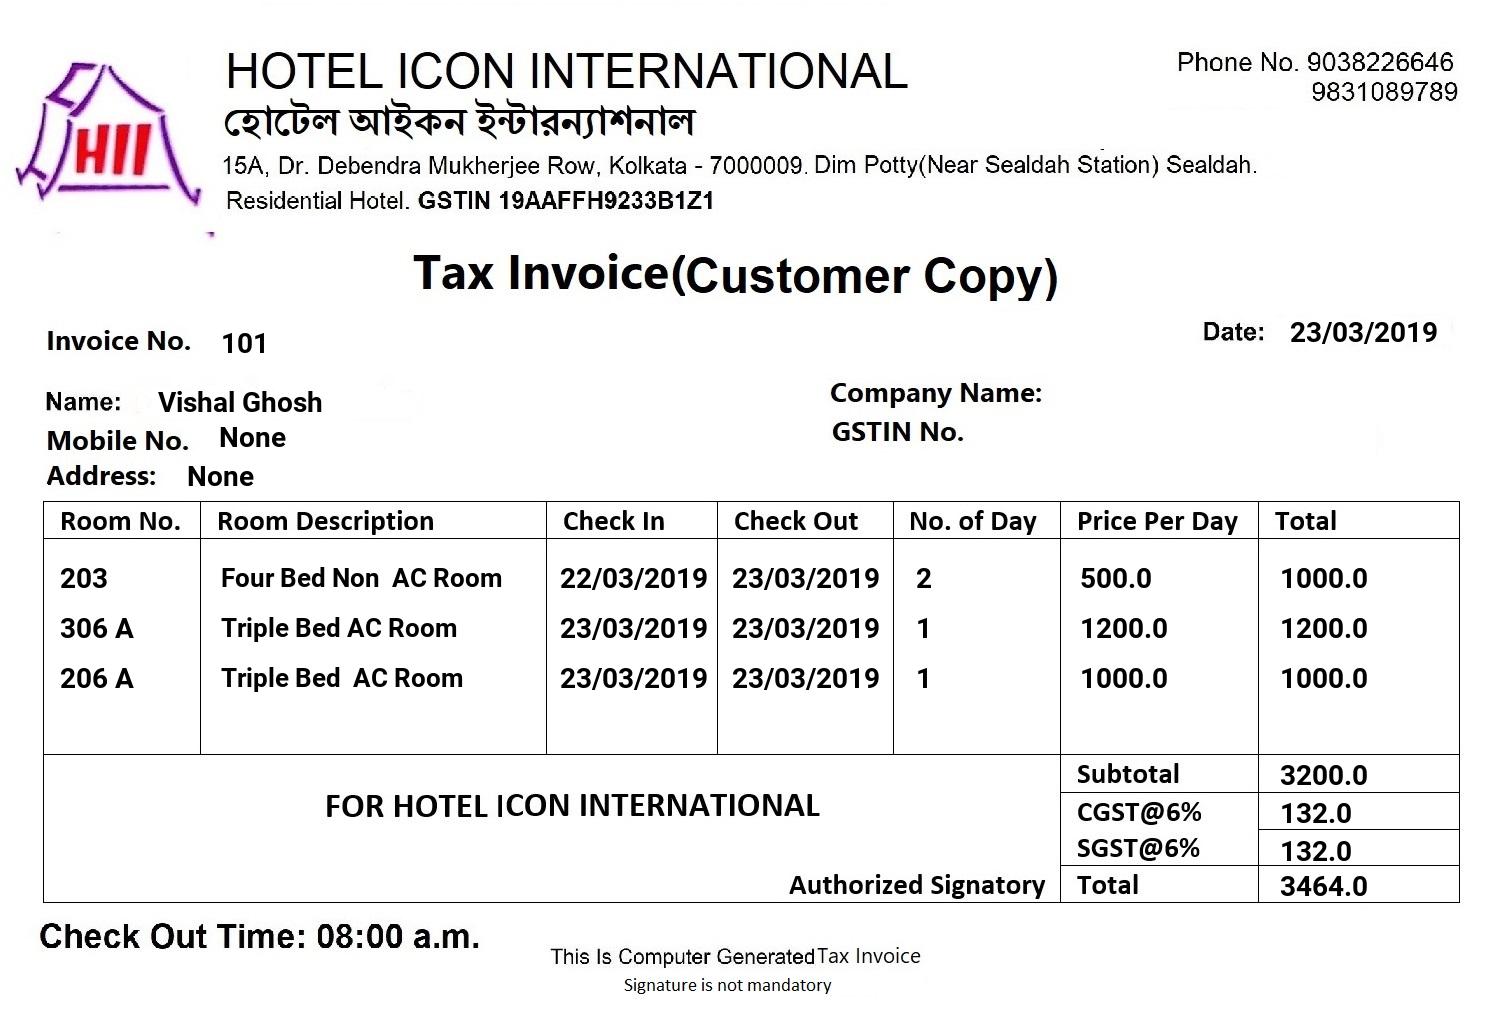 HII
HOTEL ICON INTERNATIONAL
হোটেল আইকন ইন্টারন্যাশনাল
15A, Dr. Debendra Mukherjee Row, Kolkata - 7000009. Dim Potty(Near Sealdah Station) Sealdah.
Residential Hotel. GSTIN 19AAFFH9233B1Z1
Phone No. 9038226646
9831089789
Tax Invoice(Customer Copy)
Invoice No. 101
Date: 23/03/2019
Name: Vishal Ghosh
Mobile No. None
Address: None
Company Name:
GSTIN No.
Room No. Room Description Check In Check Out No. of Day Price Per Day Total
203 Four Bed Non AC Room 22/03/2019 23/03/2019 2 500.0 1000.0
306 A Triple Bed AC Room 23/03/2019 23/03/2019 1 1200.0 1200.0
206 A Triple Bed AC Room 23/03/2019 23/03/2019 1 1000.0 1000.0
Subtotal 3200.0
FOR HOTEL ICON INTERNATIONAL
CGST@6% 132.0
SGST@6% 132.0
Authorized Signatory
Total 3464.0
Check Out Time: 08:00 a.m.
This Is Computer Generated Tax Invoice
Signature is not mandatory